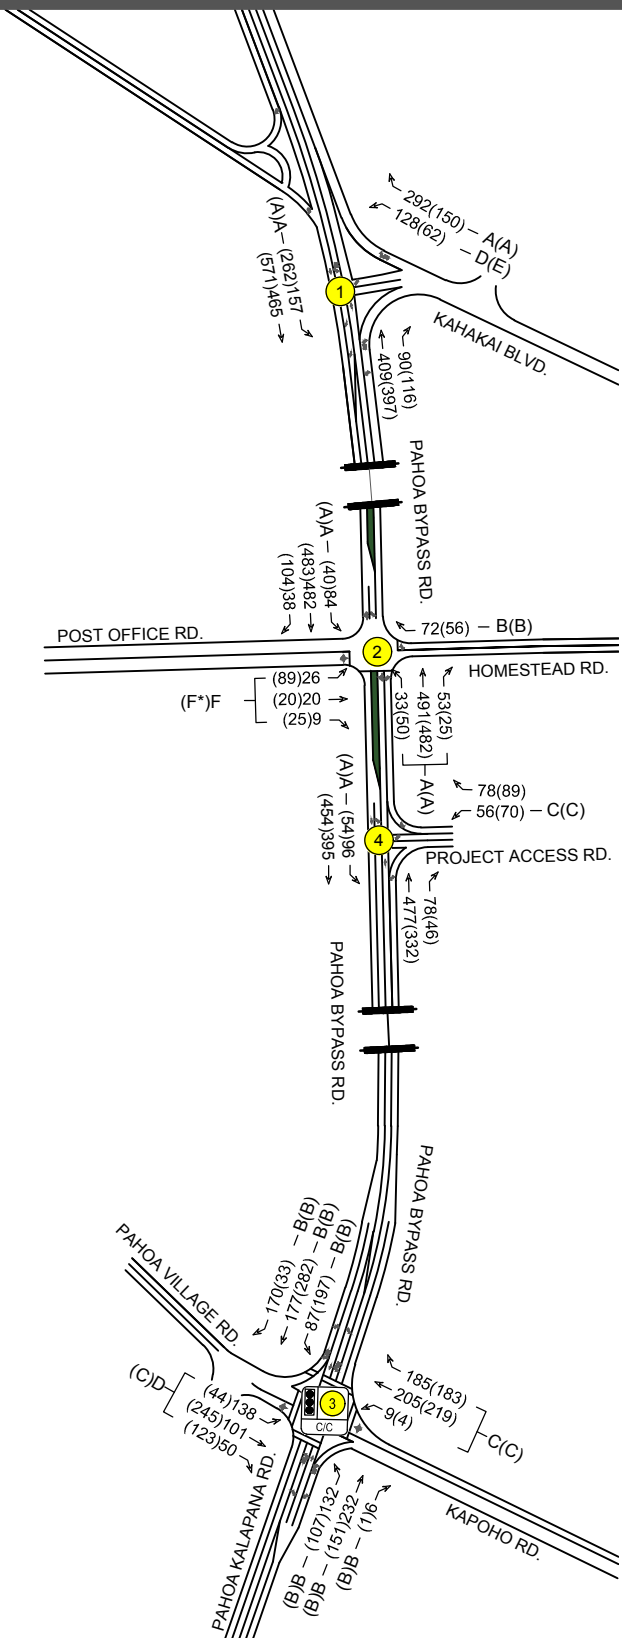 292(150) – A(A)
128(62) – D(E)
(A)A – (262)157
(571)465
1
KAHAKAI BLVD.
90(116)
409(397)
PAHOA BYPASS RD.
(A)A – (40)84
(483)482
(104)38
POST OFFICE RD.
72(56) – B(B)
2
HOMESTEAD RD.
(89)26
(F*)F
(20)20
(25)9
33(50)
491(482)
53(25)
A(A)
(A)A – (54)96
(454)395
78(89)
56(70) – C(C)
4
PROJECT ACCESS RD.
78(46)
477(332)
PAHOA BYPASS RD.
PAHOA BYPASS RD.
170(33) – B(B)
177(282) – B(B)
87(197) – B(B)
PAHOA VILLAGE RD.
(C)D
(44)138
(245)101
(123)50
185(183)
205(219)
9(4)
C(C)
3
C/C
PAHOA KALAPANA RD.
(B)B – (107)132
(B)B – (151)232
(B)B – (1)6
KAPOHO RD.